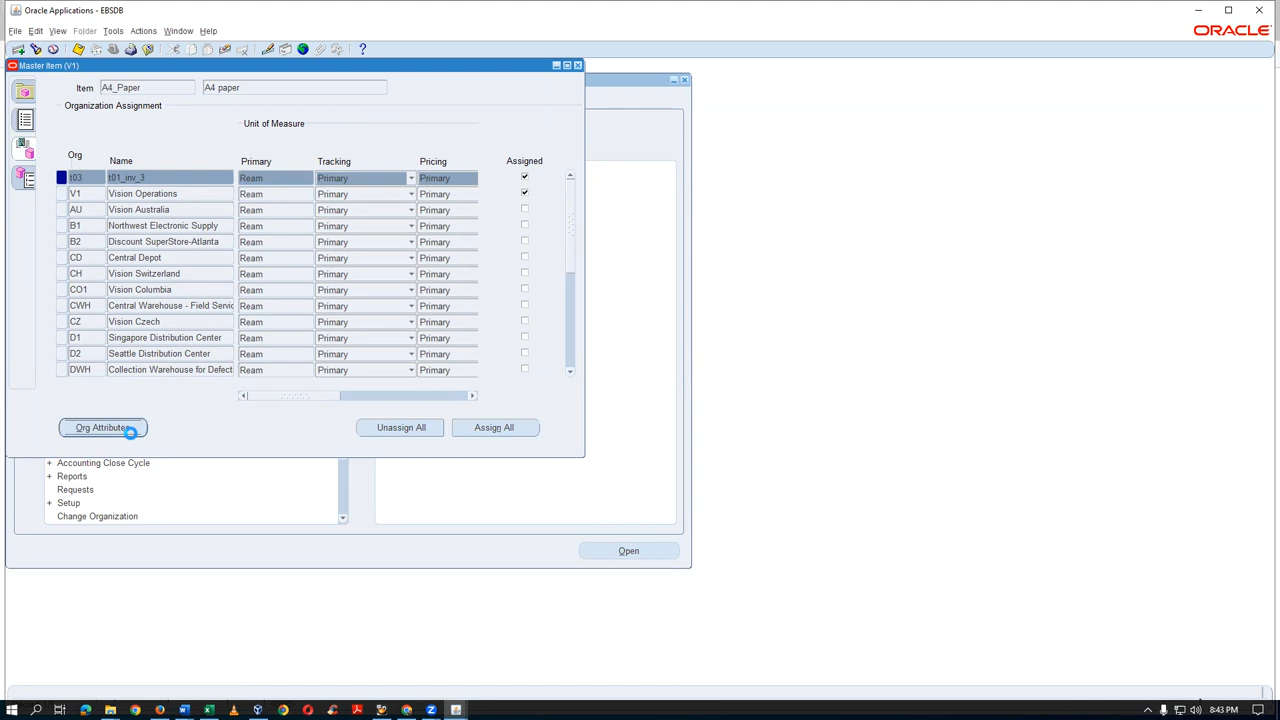 Oracle Applications - EBSDB
File Edit View Folder Tools Actions Window Help
ORACLE
Master Item (V1)
Item A4_Paper A4 paper
Organization Assignment
Unit of Measure
Org Name Primary Tracking Pricing Assigned
t03 t01_inv_3 Ream Primary Primary
V1 Vision Operations Ream Primary Primary
AU Vision Australia Ream Primary Primary
B1 Northwest Electronic Supply Ream Primary Primary
B2 Discount SuperStore-Atlanta Ream Primary Primary
CD Central Depot Ream Primary Primary
CH Vision Switzerland Ream Primary Primary
CO1 Vision Columbia Ream Primary Primary
CWH Central Warehouse - Field Servic Ream Primary Primary
CZ Vision Czech Ream Primary Primary
D1 Singapore Distribution Center Ream Primary Primary
D2 Seattle Distribution Center Ream Primary Primary
DWH Collection Warehouse for Defect Ream Primary Primary
Org Attributes Unassign All Assign All
+ Accounting Close Cycle
+ Reports
Requests
+ Setup
Change Organization
Open
8:43 PM